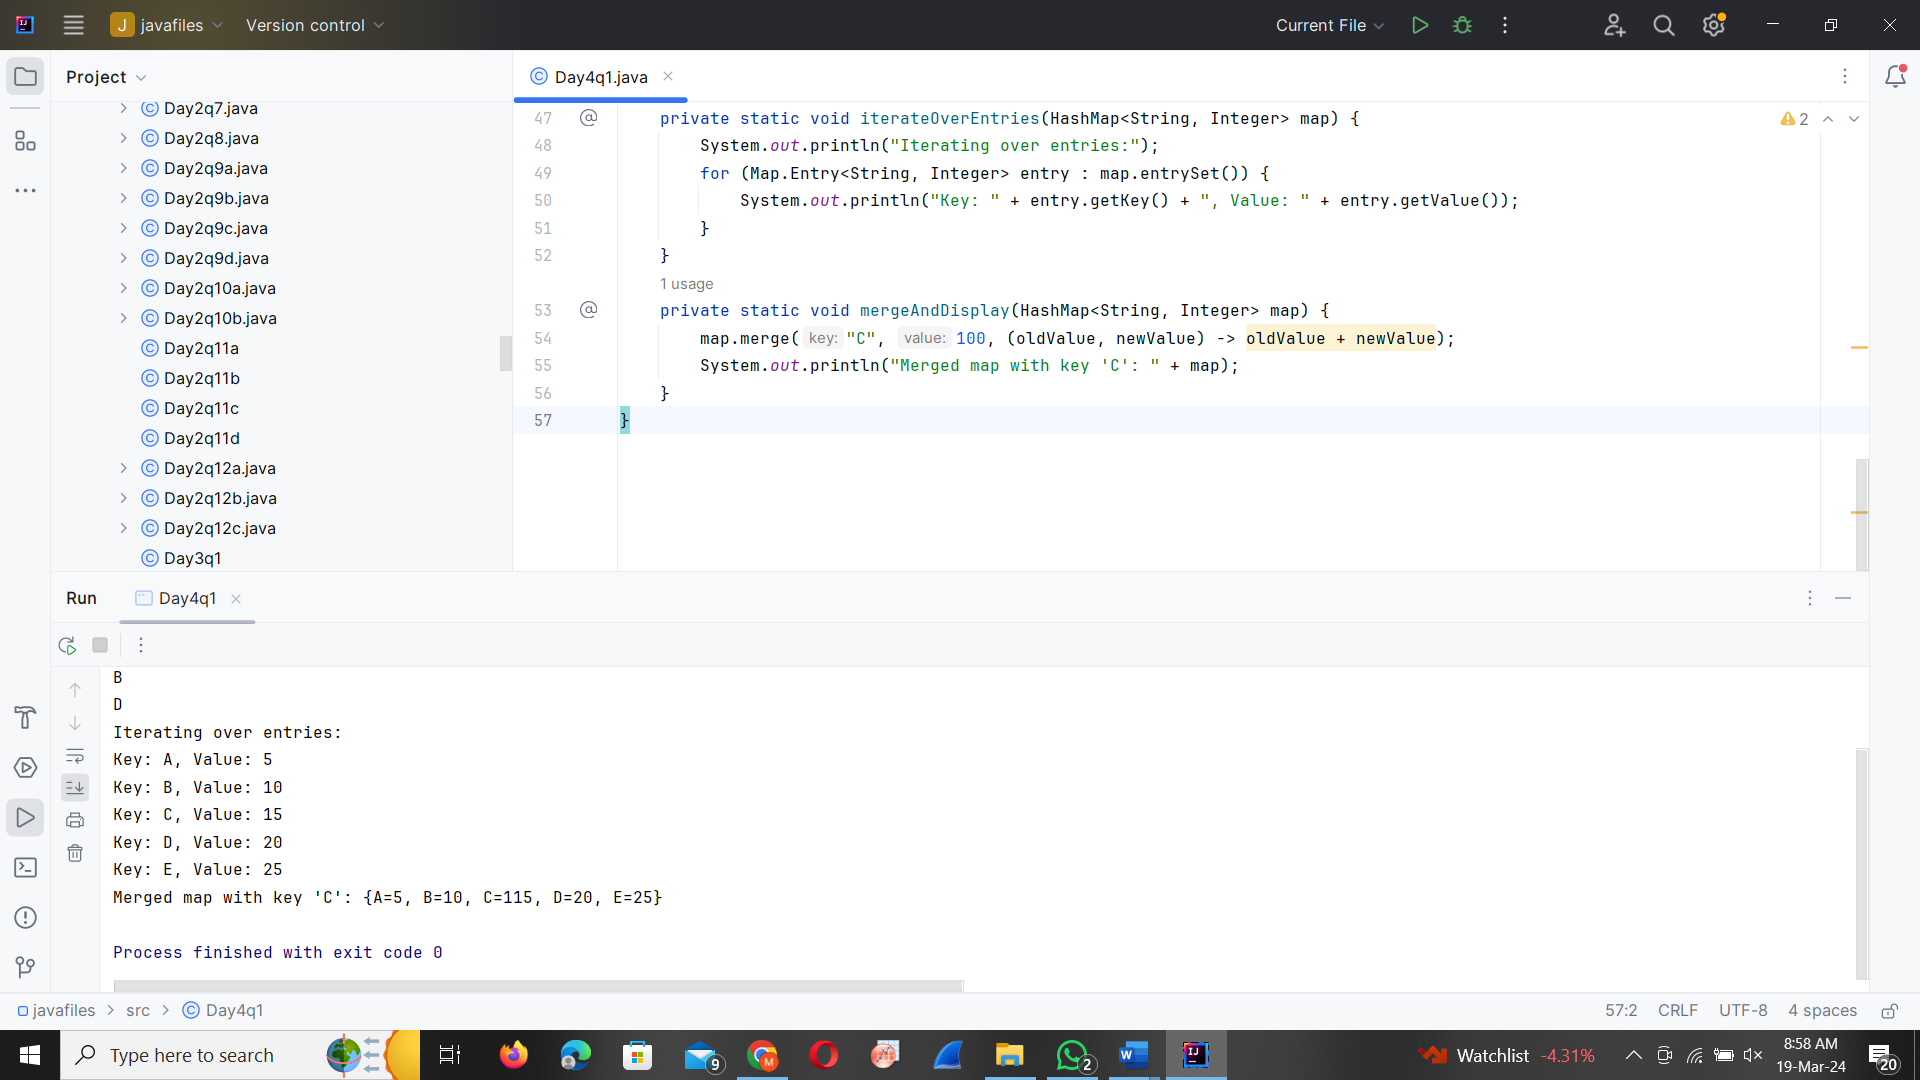 J javafiles Version control Current File
Project
Day4q1.java
Day2q7.java
Day2q8.java
Day2q9a.java
Day2q9b.java
Day2q9c.java
Day2q9d.java
Day2q10a.java
Day2q10b.java
Day2q11a
Day2q11b
Day2q11c
Day2q11d
Day2q12a.java
Day2q12b.java
Day2q12c.java
Day3q1
2
47 @ private static void iterateOverEntries(HashMap<String, Integer> map) {
48 System.out.println("Iterating over entries:");
49 for (Map.Entry<String, Integer> entry : map.entrySet()) {
50 System.out.println("Key: " + entry.getKey() + ", Value: " + entry.getValue());
51 }
52 }
1 usage
53 @ private static void mergeAndDisplay(HashMap<String, Integer> map) {
54 map.merge( key: "C", value: 100, (oldValue, newValue) -> oldValue + newValue);
55 System.out.println("Merged map with key 'C': " + map);
56 }
57 }
Run Day4q1
B
D
Iterating over entries:
Key: A, Value: 5
Key: B, Value: 10
Key: C, Value: 15
Key: D, Value: 20
Key: E, Value: 25
Merged map with key 'C': {A=5, B=10, C=115, D=20, E=25}
Process finished with exit code 0
javafiles > src > Day4q1 57:2 CRLF UTF-8 4 spaces
Type here to search 9 M 2 W IJ Watchlist -4.31% 8:58 AM
19-Mar-24 20